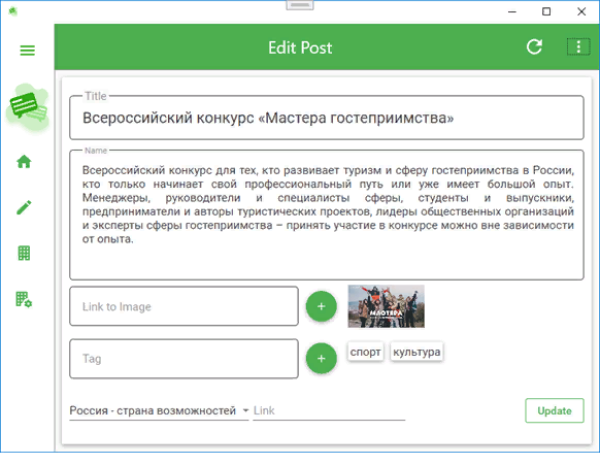 Edit Post
Title
Всероссийский конкурс «Мастера гостеприимства»
Name
Всероссийский конкурс для тех, кто развивает туризм и сферу гостеприимства в России,
кто только начинает свой профессиональный путь или уже имеет большой опыт.
Менеджеры, руководители и специалисты сферы, студенты и выпускники,
предприниматели и авторы туристических проектов, лидеры общественных организаций
и эксперты сферы гостеприимства – принять участие в конкурсе можно вне зависимости
от опыта.
Link to Image
+
МАСТЕРА
Tag
+
спорт
культура
Россия - страна возможностей
Link
Update